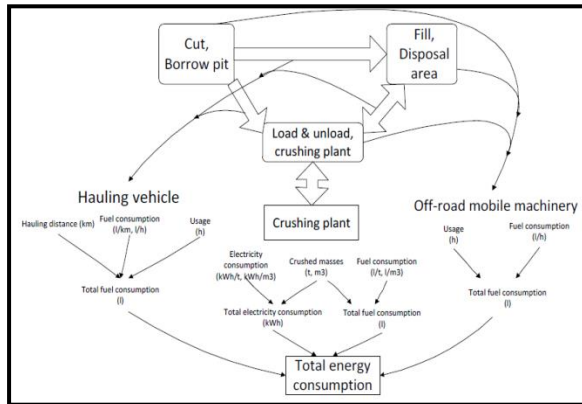 Cut,
Borrow pit
Fill,
Disposal
area
Load & unload,
crushing plant
Hauling vehicle
Crushing plant
Off-road mobile machinery
Hauling distance (km)
Fuel consumption
(l/km, l/h)
Usage
(h)
Usage
(h)
Fuel consumption
(l/h)
Electricity
consumption
(kWh/t, kWh/m3)
Crushed masses
(t, m3)
Fuel consumption
(l/t, l/m3)
Total fuel consumption
(l)
Total electricity consumption
(kWh)
Total fuel consumption
(l)
Total fuel consumption
(l)
Total energy
consumption